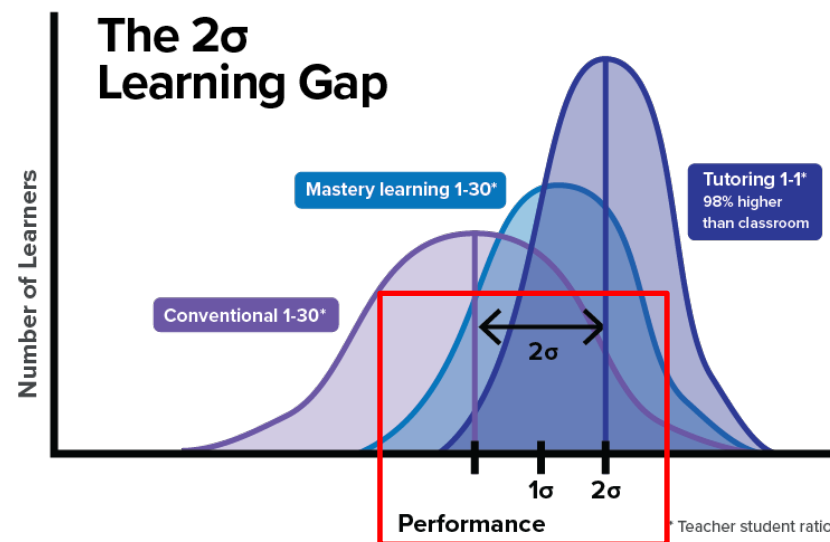 The 2σ
Learning Gap
Mastery learning 1-30*
Tutoring 1-1*
98% higher
than classroom
Conventional 1-30*
Number of Learners
2σ
1σ
2σ
Performance
* Teacher student ratio